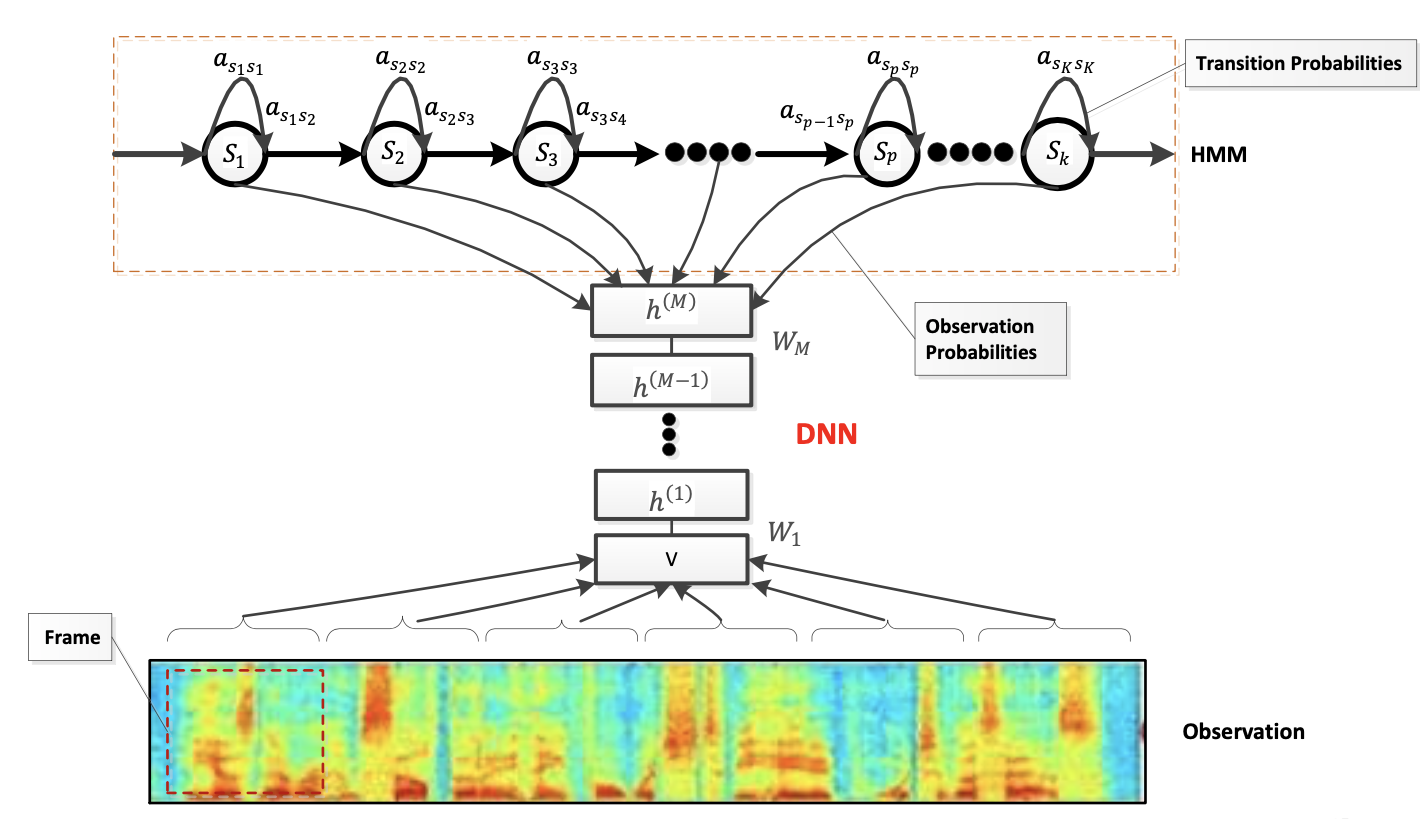 a_{s_1s_1} a_{s_2s_2} a_{s_3s_3} a_{s_ps_p} a_{s_Ks_K} Transition Probabilities
a_{s_1s_2} a_{s_2s_3} a_{s_3s_4} a_{s_{p-1}s_p}
S_1 S_2 S_3 S_p S_k HMM
h^{(M)}
W_M
Observation
Probabilities
h^{(M-1)}
DNN
h^{(1)}
W_1
V
Frame
Observation